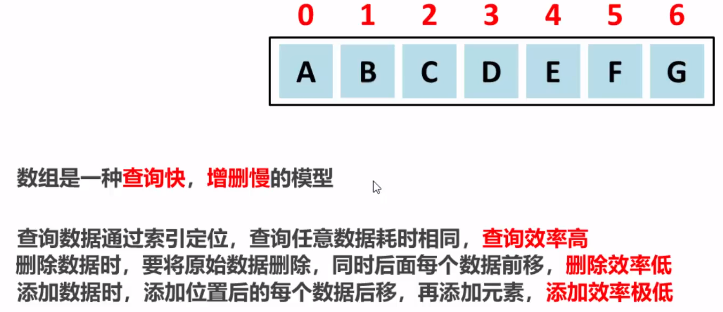 0 1 2 3 4 5 6
A B C D E F G
数组是一种查询快，增删慢的模型
查询数据通过索引定位，查询任意数据耗时相同，查询效率高
删除数据时，要将原始数据删除，同时后面每个数据前移，删除效率低
添加数据时，添加位置后的每个数据后移，再添加元素，添加效率极低